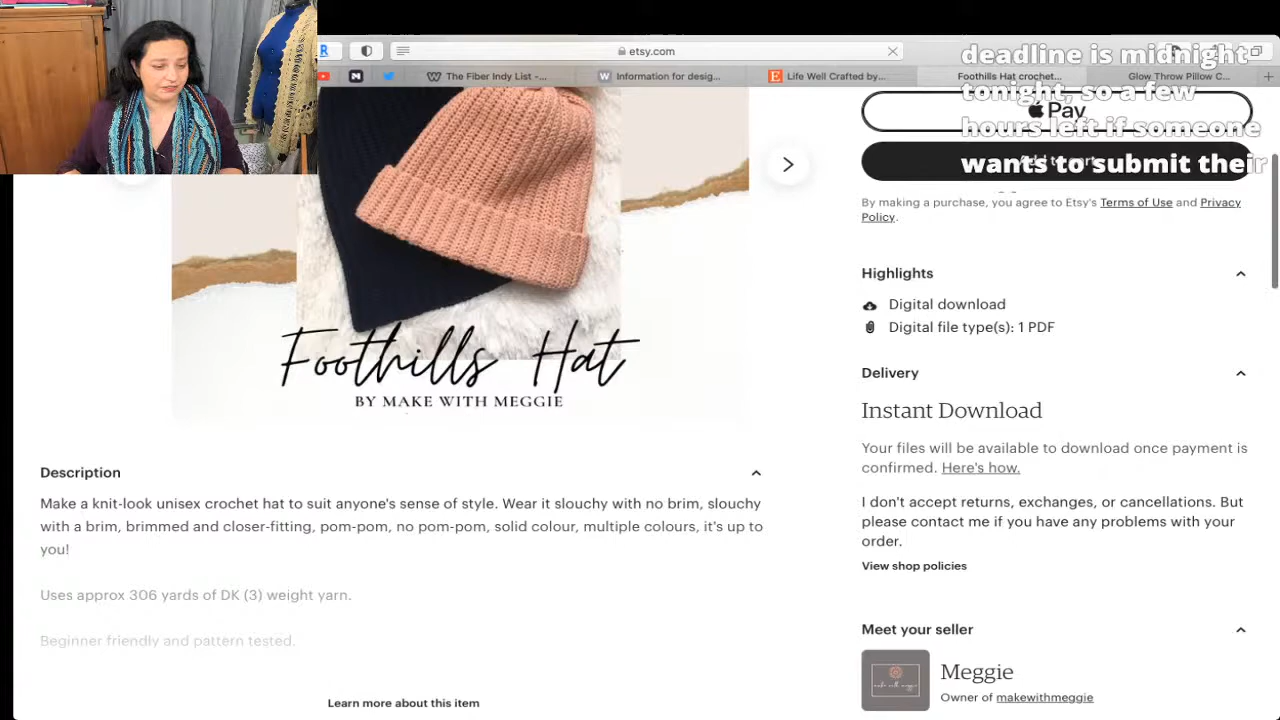 R
etsy.com
The Fiber Indy List -...
Information for desig...
Life Well Crafted by...
Foothills Hat crochet...
Glow Throw Pillow C...
deadline is midnight
tonight, so a few
hours left if someone
wants to submit their
Pay
By making a purchase, you agree to Etsy's Terms of Use and Privacy
Policy.
Foothills Hat
BY MAKE WITH MEGGIE
Highlights
Digital download
Digital file type(s): 1 PDF
Delivery
Instant Download
Your files will be available to download once payment is
confirmed. Here's how.
I don't accept returns, exchanges, or cancellations. But
please contact me if you have any problems with your
order.
View shop policies
Description
Make a knit-look unisex crochet hat to suit anyone's sense of style. Wear it slouchy with no brim, slouchy
with a brim, brimmed and closer-fitting, pom-pom, no pom-pom, solid colour, multiple colours, it's up to
you!
Uses approx 306 yards of DK (3) weight yarn.
Beginner friendly and pattern tested.
Learn more about this item
Meet your seller
Meggie
Owner of makewithmeggie